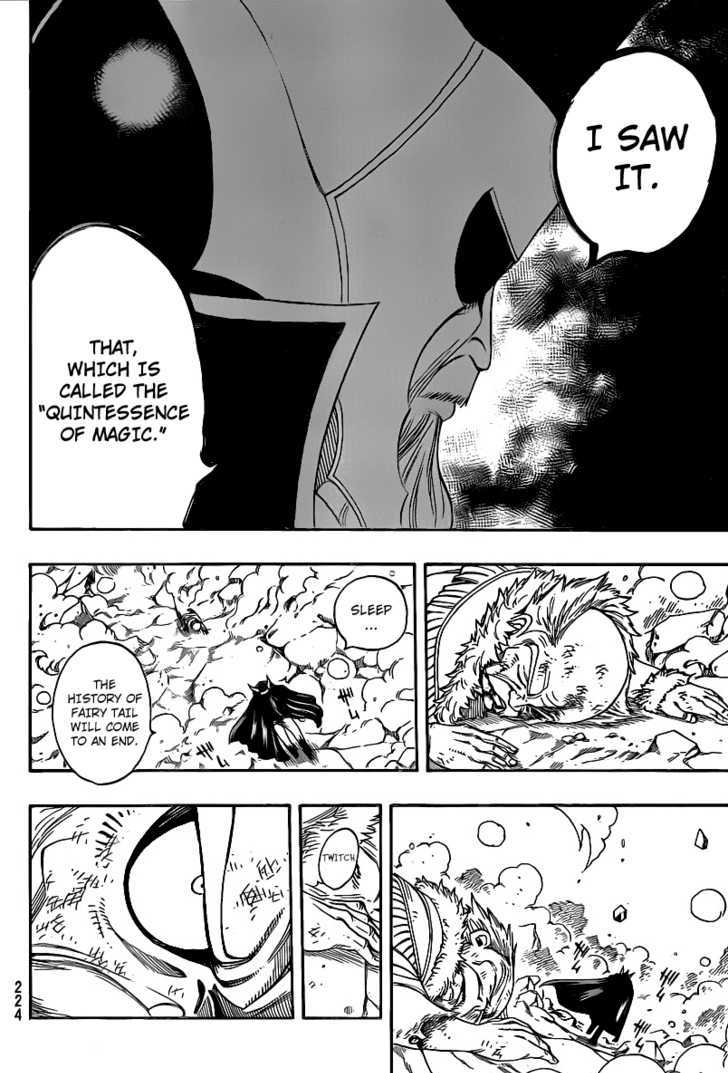 I SAW
IT.
THAT,
WHICH IS
CALLED THE
"QUINTESSENCE
OF MAGIC."
SLEEP
...
THE
HISTORY OF
FAIRY TAIL
WILL COME
TO AN END.
TWITCH
224